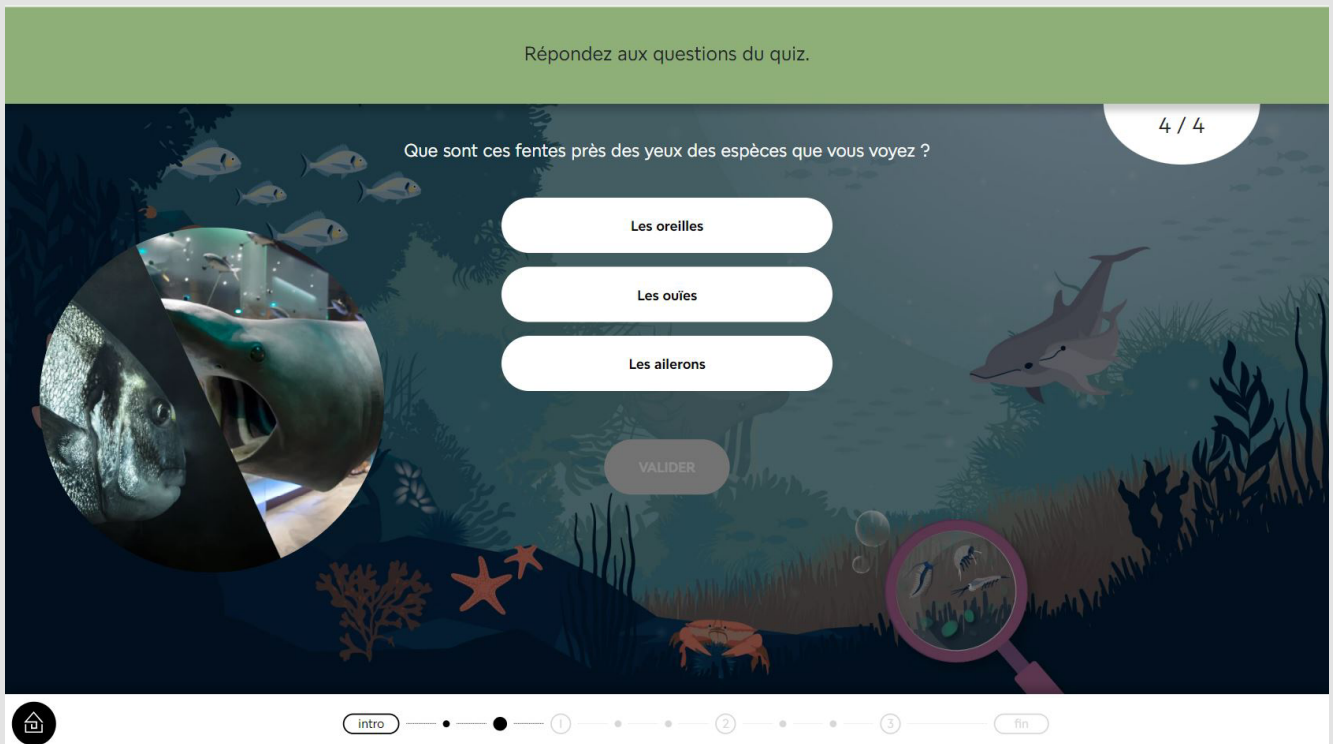 Répondez aux questions du quiz.
4 / 4
Que sont ces fentes près des yeux des espèces que vous voyez ?
Les oreilles
Les ouïes
Les ailerons
VALIDER
intro 1 2 3 fin